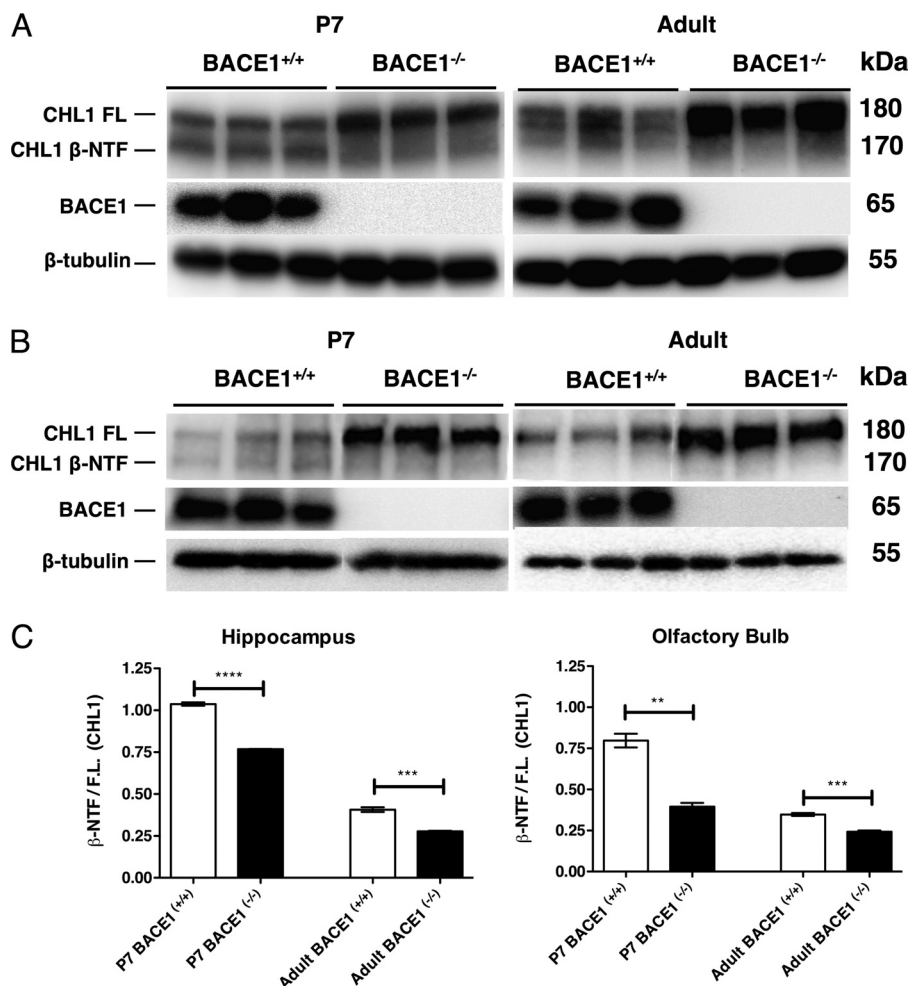 A
P7 Adult
BACE1+/+ BACE1-/- BACE1+/+ BACE1-/- kDa
CHL1 FL 180
CHL1 β-NTF 170
BACE1 65
β-tubulin 55
B
P7 Adult
BACE1+/+ BACE1-/- BACE1+/+ BACE1-/- kDa
CHL1 FL 180
CHL1 β-NTF 170
BACE1 65
β-tubulin 55
C
Hippocampus
β-NTF / F.L. (CHL1)
1.25
1.00
0.75
0.50
0.25
0.00
****
***
P7 BACE1 (+/+)
P7 BACE1 (-/-)
Adult BACE1 (+/+)
Adult BACE1 (-/-)
Olfactory Bulb
β-NTF / F.L. (CHL1)
1.25
1.00
0.75
0.50
0.25
0.00
**
***
P7 BACE1 (+/+)
P7 BACE1 (-/-)
Adult BACE1 (+/+)
Adult BACE1 (-/-)